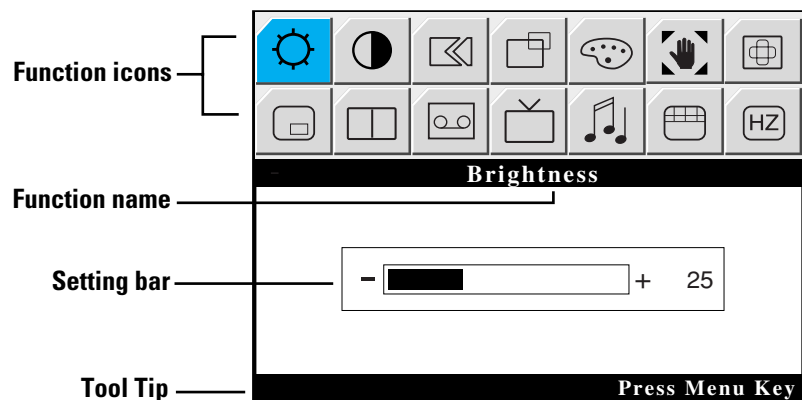 Function icons
HZ
Brightness
Function name
Setting bar
- + 25
Tool Tip
Press Menu Key